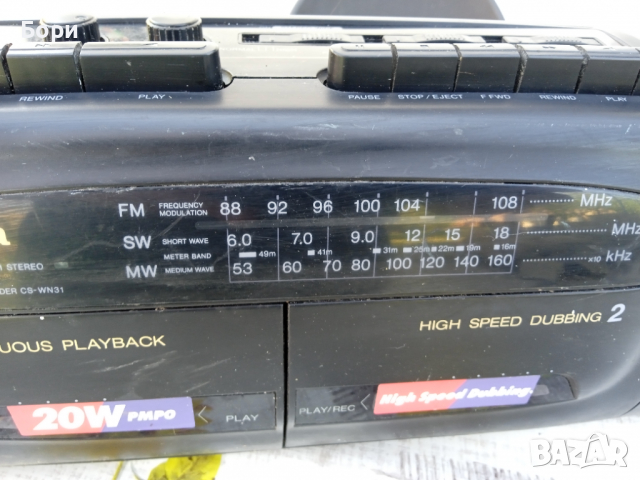 Бори
REWIND PLAY
PAUSE STOP / EJECT F FWD REWIND PLAY
FM FREQUENCY MODULATION 88 92 96 100 104 108 MHz
SW SHORT WAVE 6.0 7.0 9.0 12 15 18 MHz
METER BAND 49m 41m 31m 25m 22m 19m 16m
MW MEDIUM WAVE 53 60 70 80 100 120 140 160 x10 kHz
STEREO
DER CS-WN31
UOUS PLAYBACK
HIGH SPEED DUBBING 2
20W PMPO
PLAY
PLAY/REC
High Speed Dubbing.
BAZAR